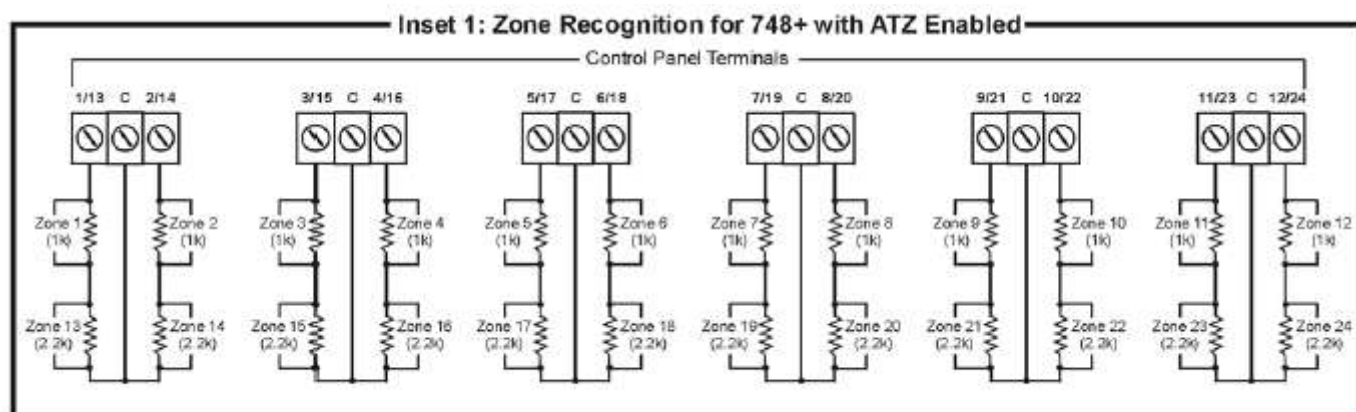 Inset 1: Zone Recognition for 748+ with ATZ Enabled
Control Panel Terminals
1/13 C 2/14 3/15 C 4/16 5/17 C 6/18 7/19 C 8/20 9/21 C 10/22 11/23 C 12/24
Zone 1 Zone 2 Zone 3 Zone 4 Zone 5 Zone 6 Zone 7 Zone 8 Zone 9 Zone 10 Zone 11 Zone 12
(1k) (1k) (1k) (1k) (1k) (1k) (1k) (1k) (1k) (1k) (1k) (1k)
Zone 13 Zone 14 Zone 15 Zone 16 Zone 17 Zone 18 Zone 19 Zone 20 Zone 21 Zone 22 Zone 23 Zone 24
(2.2k) (2.2k) (2.2k) (2.2k) (2.2k) (2.2k) (2.2k) (2.2k) (2.2k) (2.2k) (2.2k) (2.2k)